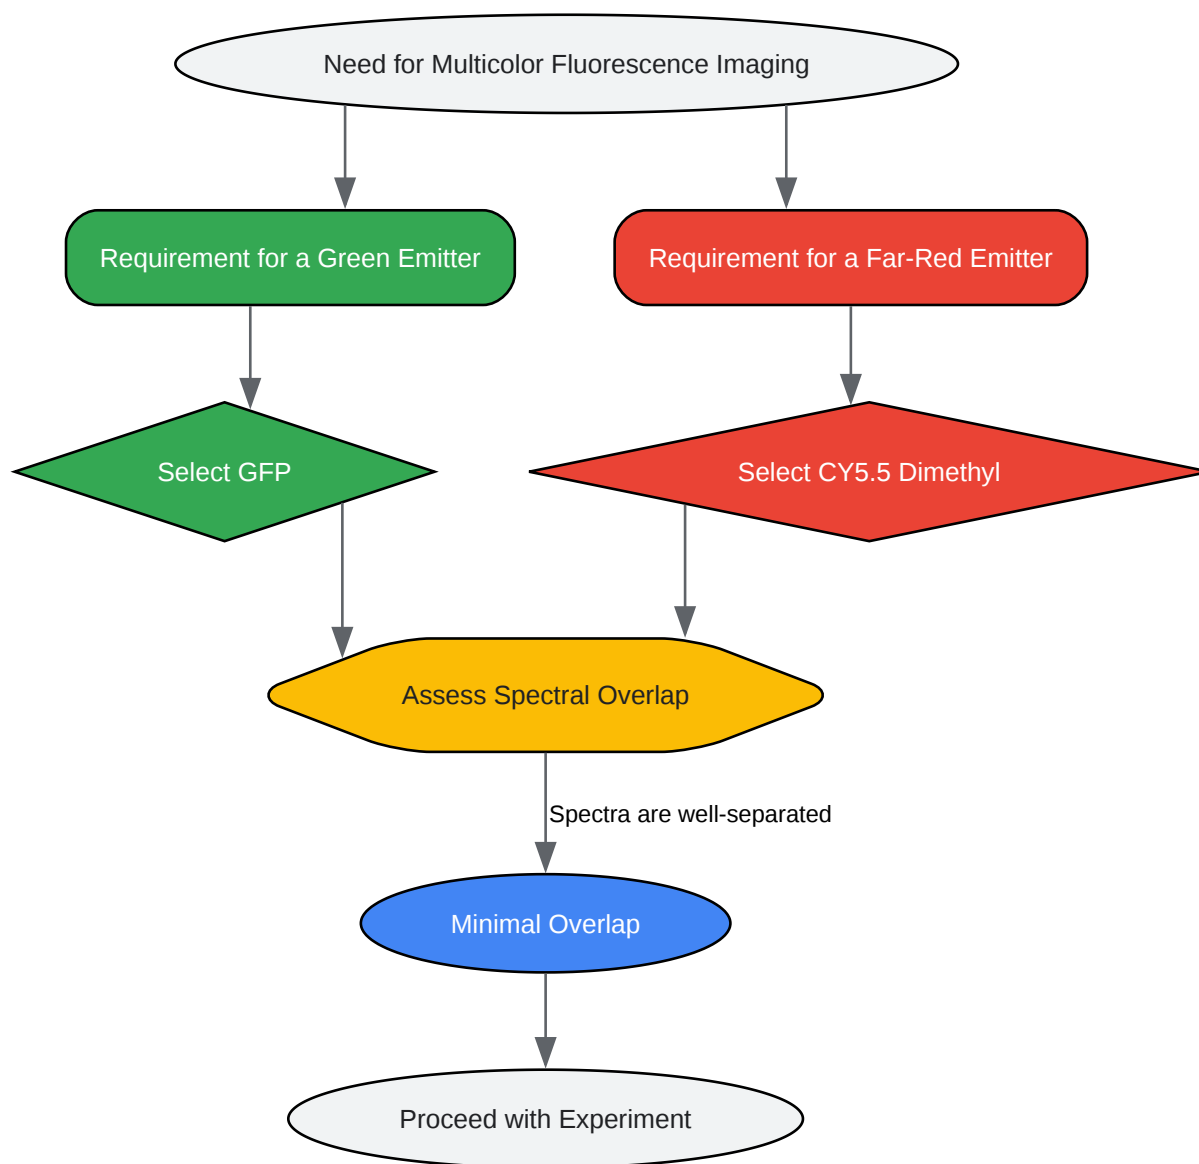 Need for Multicolor Fluorescence Imaging
Requirement for a Green Emitter
Requirement for a Far-Red Emitter
Select GFP
Select CY5.5 Dimethyl
Assess Spectral Overlap
Spectra are well-separated
Minimal Overlap
Proceed with Experiment